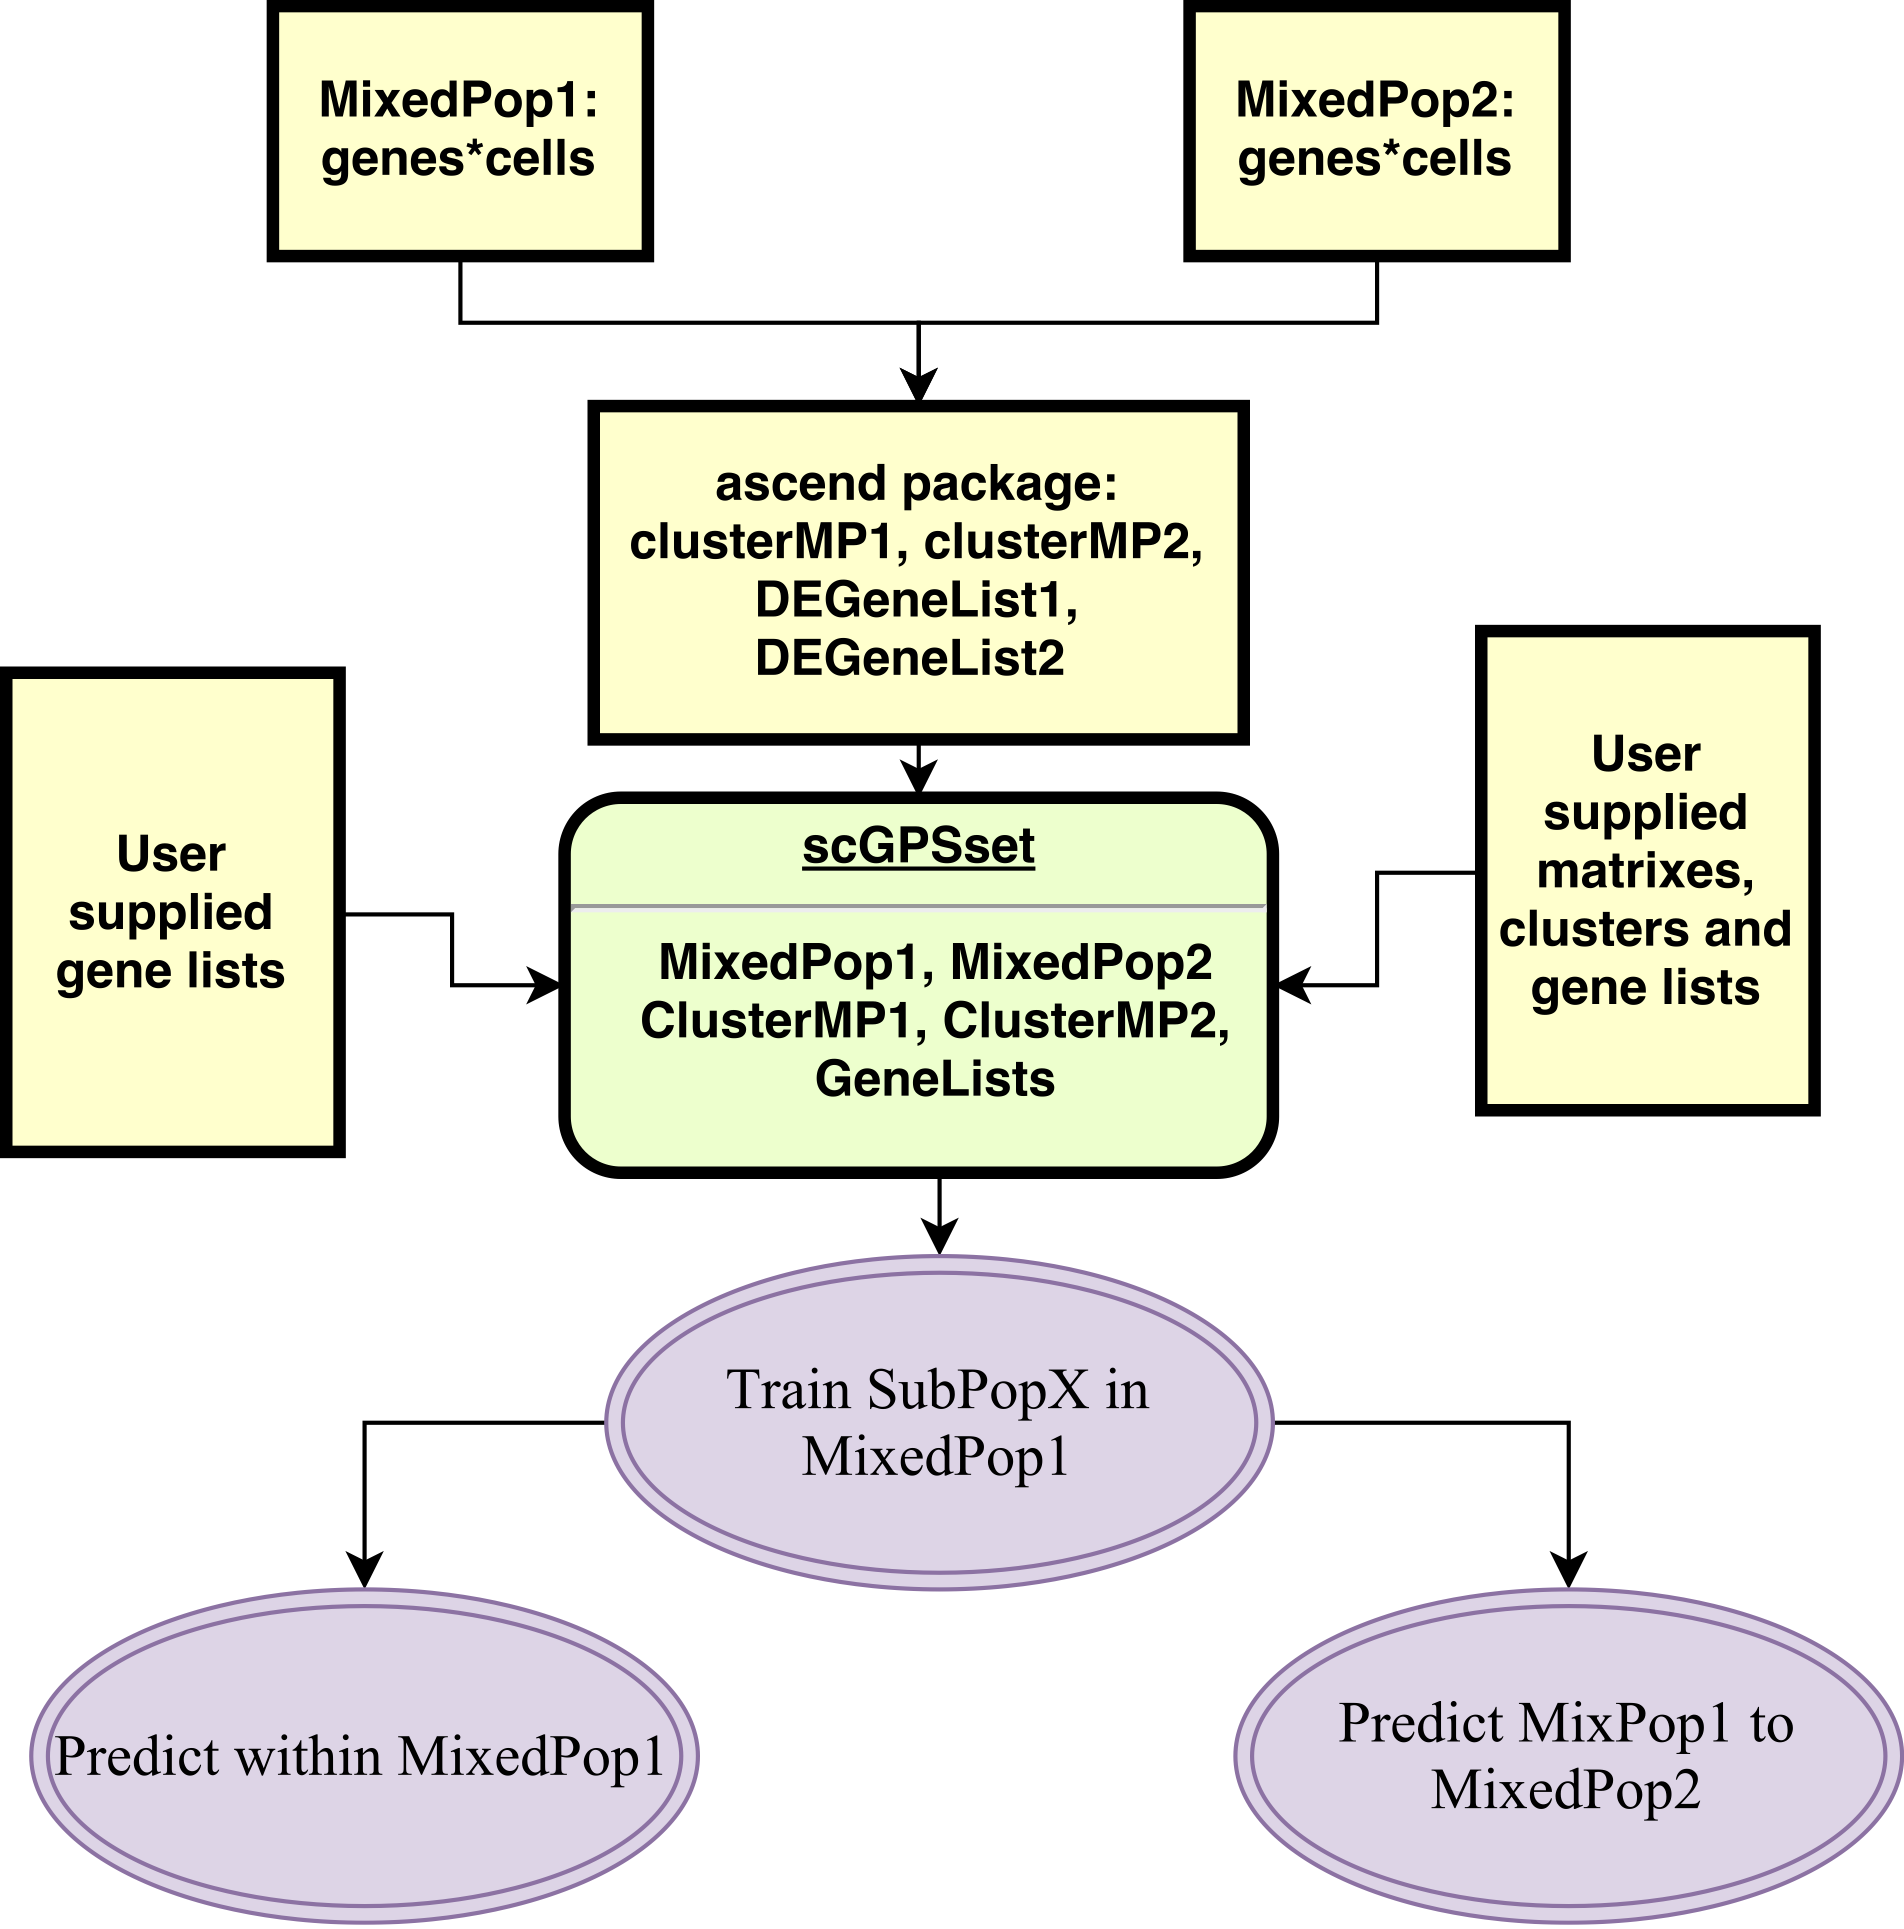 MixedPop1:
genes*cells
MixedPop2:
genes*cells
ascend package:
clusterMP1, clusterMP2,
DEGeneList1,
DEGeneList2
User
supplied
gene lists
scGPSset
MixedPop1, MixedPop2
ClusterMP1, ClusterMP2,
GeneLists
User
supplied
matrixes,
clusters and
gene lists
Train SubPopX in
MixedPop1
Predict within MixedPop1
Predict MixPop1 to
MixedPop2